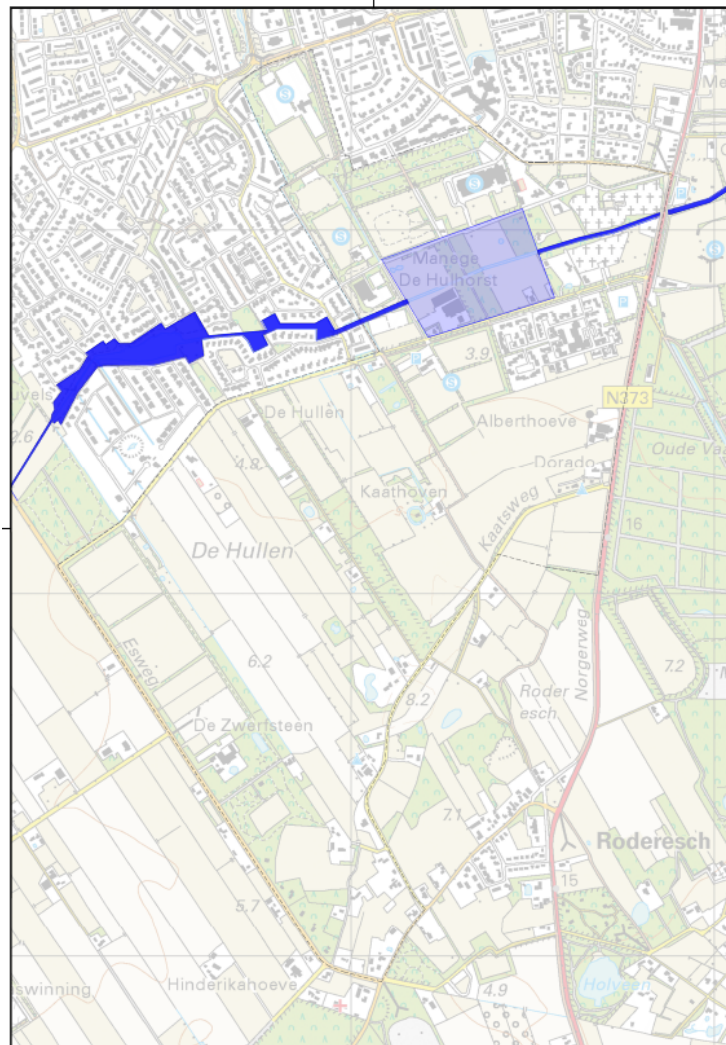 Me
S
S
S
P
S
Manege
De Hulhorst
P
3.9
P
S
N373
uvels
2.6
De Hullen
Alberthoeve
4.8
Dorado
Oude Va
Kaathoven
Kaatsweg
16
De Hullen
Esweg
6.2
Norgerweg
7.2
Roder
esch
8.2
De Zwerfsteen
7.1
Roderesch
15
5.7
swinning
Hinderikahoeve
4.9
Holveen